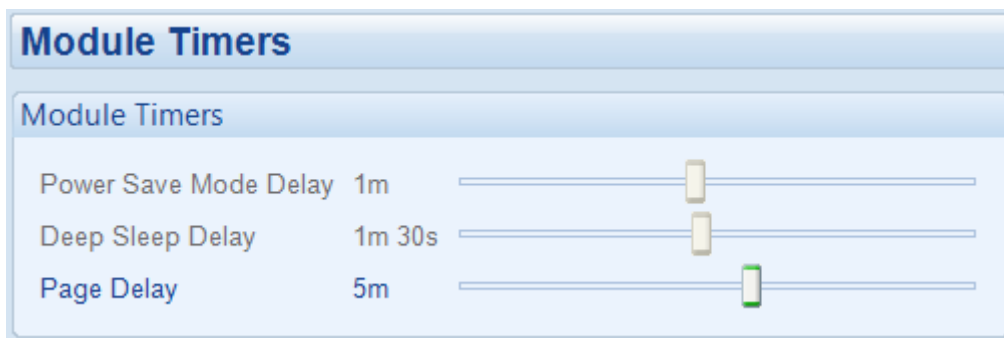 Module Timers
Module Timers
Power Save Mode Delay 1m
Deep Sleep Delay 1m 30s
Page Delay 5m